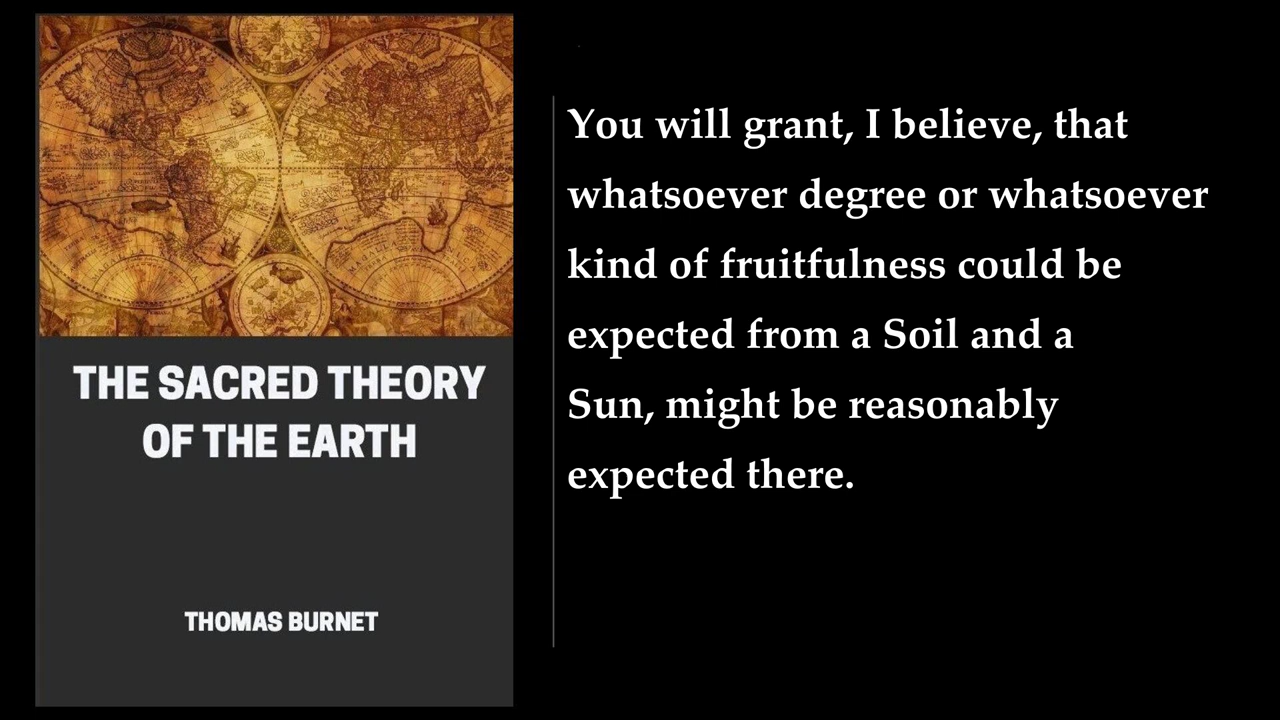 THE SACRED THEORY
OF THE EARTH
THOMAS BURNET
You will grant, I believe, that
whatsoever degree or whatsoever
kind of fruitfulness could be
expected from a Soil and a
Sun, might be reasonably
expected there.